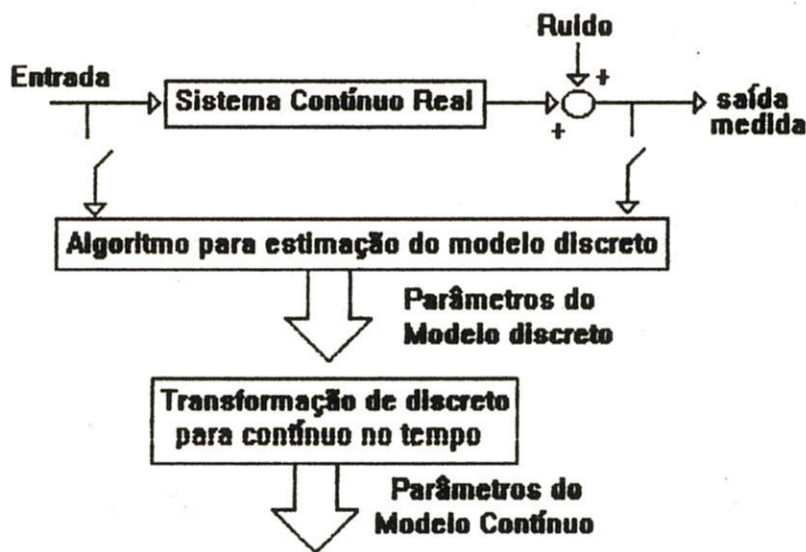 Ruído
Entrada
+
Sistema Contínuo Real
+
saída
medida
Algoritmo para estimação do modelo discreto
Parâmetros do
Modelo discreto
Transformação de discreto
para contínuo no tempo
Parâmetros do
Modelo Contínuo